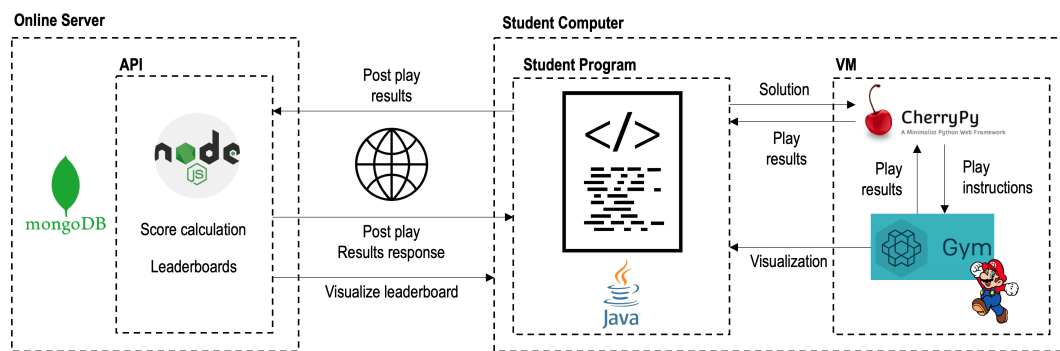 Online Server
Student Computer
API
Student Program
VM
Post play
results
Solution
CherryPy
A Minimalist Python Web Framework
</>
node
JS
Play
results
Play
results
Play
instructions
mongoDB
Score calculation
Post play
Results response
Gym
Leaderboards
Visualization
Visualize leaderboard
Java